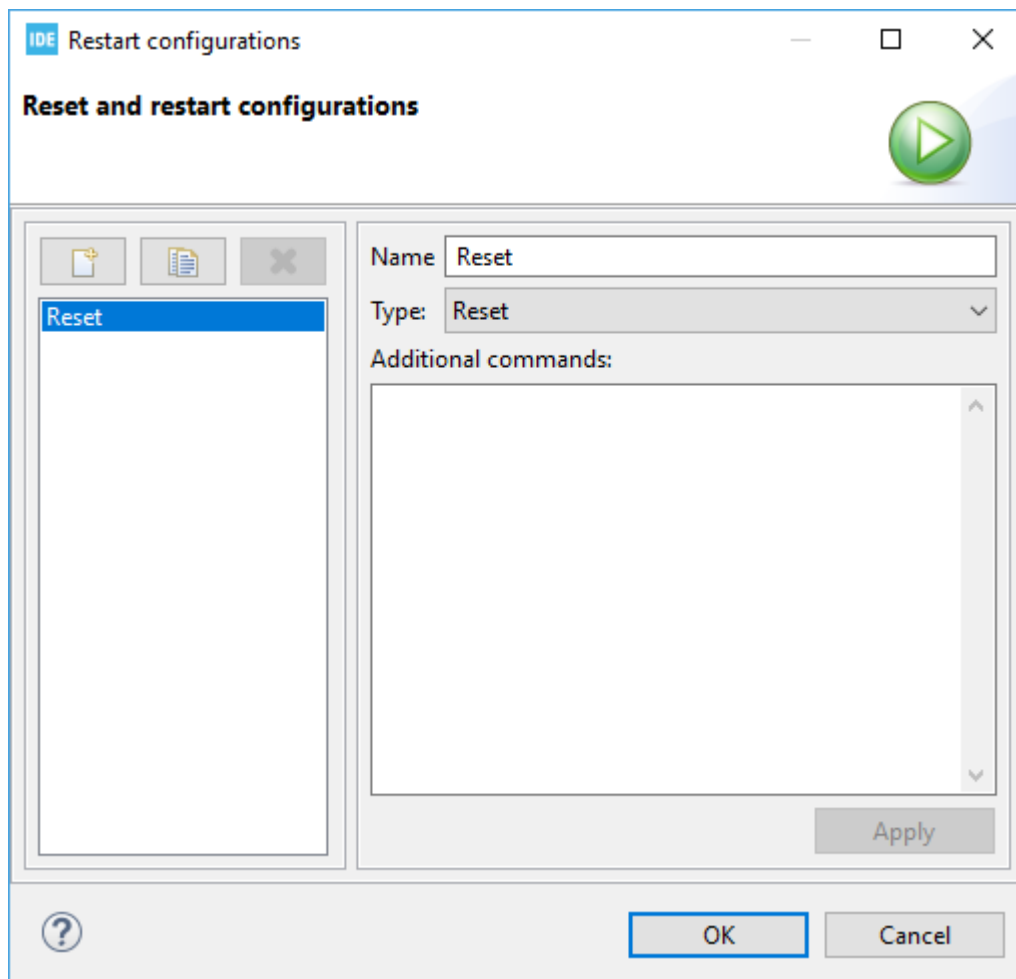 IDE Restart configurations
Reset and restart configurations
Reset
Name Reset
Type: Reset
Additional commands:
Apply
?
OK Cancel